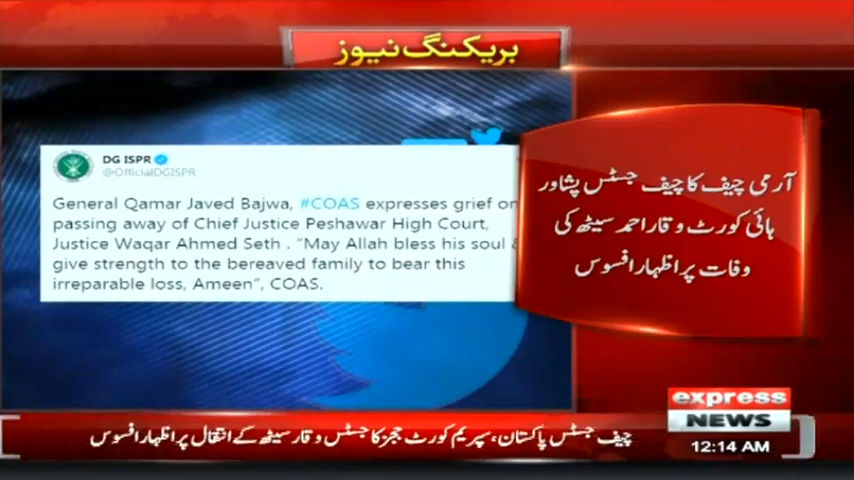 بریکنگ نیوز
DG ISPR
@OfficialDGISPR
General Qamar Javed Bajwa, #COAS expresses grief on
passing away of Chief Justice Peshawar High Court,
Justice Waqar Ahmed Seth . “May Allah bless his soul &
give strength to the bereaved family to bear this
irreparable loss, Ameen”, COAS.
آرمی چیف کا چیف جسٹس پشاور
ہائی کورٹ وقار احمد سیٹھ کی
وفات پر اظہار افسوس
express
NEWS
12:14 AM
چیف جسٹس پاکستان، سپریم کورٹ ججز کا جسٹس وقار سیٹھ کے انتقال پر اظہار افسوس